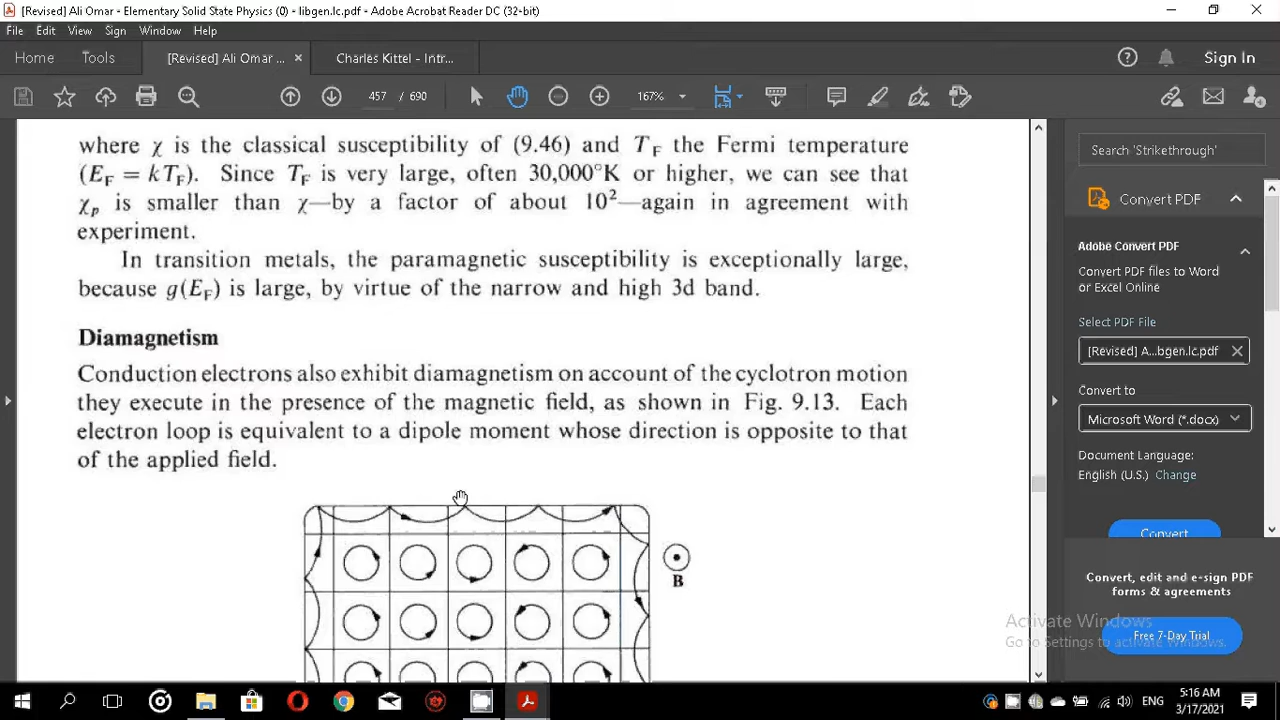 [Revised] Ali Omar - Elementary Solid State Physics (0) - libgen.lc.pdf - Adobe Acrobat Reader DC (32-bit)
File Edit View Sign Window Help
Home Tools [Revised] Ali Omar ... × Charles Kittel - Intr... Sign In
457 / 690 167%
where χ is the classical susceptibility of (9.46) and T_F the Fermi temperature
(E_F = kT_F). Since T_F is very large, often 30,000°K or higher, we can see that
χ_p is smaller than χ—by a factor of about 10²—again in agreement with
experiment.
In transition metals, the paramagnetic susceptibility is exceptionally large,
because g(E_F) is large, by virtue of the narrow and high 3d band.
Diamagnetism
Conduction electrons also exhibit diamagnetism on account of the cyclotron motion
they execute in the presence of the magnetic field, as shown in Fig. 9.13. Each
electron loop is equivalent to a dipole moment whose direction is opposite to that
of the applied field.
B
Search 'Strikethrough'
Convert PDF
Adobe Convert PDF
Convert PDF files to Word
or Excel Online
Select PDF File
[Revised] A...bgen.lc.pdf
Convert to
Microsoft Word (*.docx)
Document Language:
English (U.S.) Change
Convert
Convert, edit and e-sign PDF
forms & agreements
Free 7-Day Trial
Activate Windows
Go to Settings to activate Windows.
ENG
5:16 AM
3/17/2021